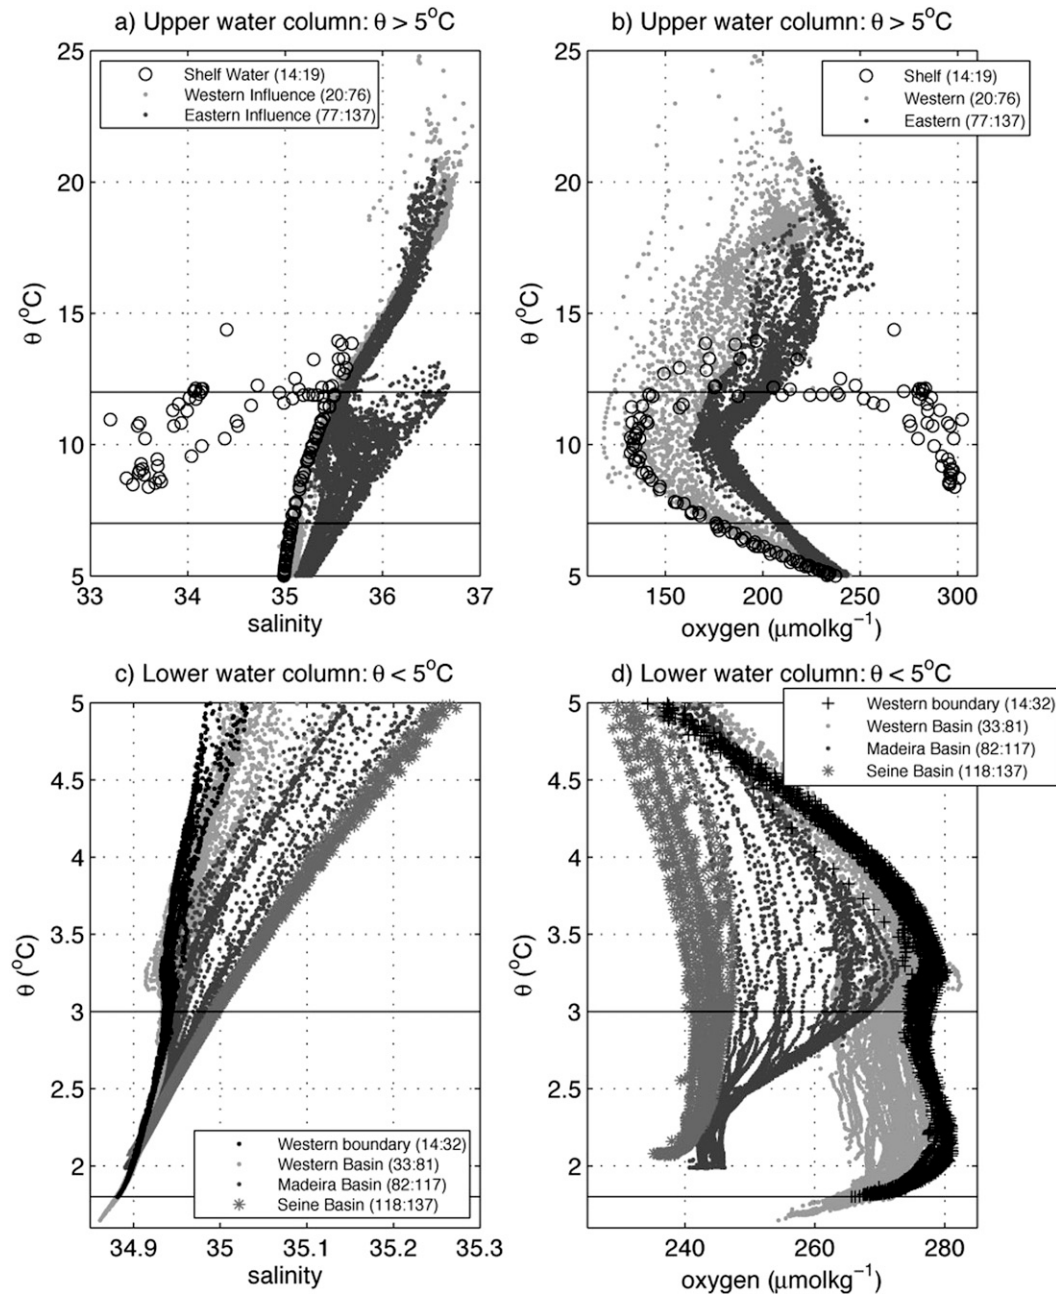 a) Upper water column: θ > 5°C
25
20
15
10
5
θ (°C)
33
34
35
36
37
salinity
Shelf Water (14:19)
Western Influence (20:76)
Eastern Influence (77:137)
b) Upper water column: θ > 5°C
25
20
15
10
5
θ (°C)
150
200
250
300
oxygen (μmolkg⁻¹)
Shelf (14:19)
Western (20:76)
Eastern (77:137)
c) Lower water column: θ < 5°C
5
4.5
4
3.5
3
2.5
2
θ (°C)
34.9
35
35.1
35.2
35.3
salinity
Western boundary (14:32)
Western Basin (33:81)
Madeira Basin (82:117)
Seine Basin (118:137)
d) Lower water column: θ < 5°C
5
4.5
4
3.5
3
2.5
2
θ (°C)
240
260
280
oxygen (μmolkg⁻¹)
Western boundary (14:32)
Western Basin (33:81)
Madeira Basin (82:117)
Seine Basin (118:137)